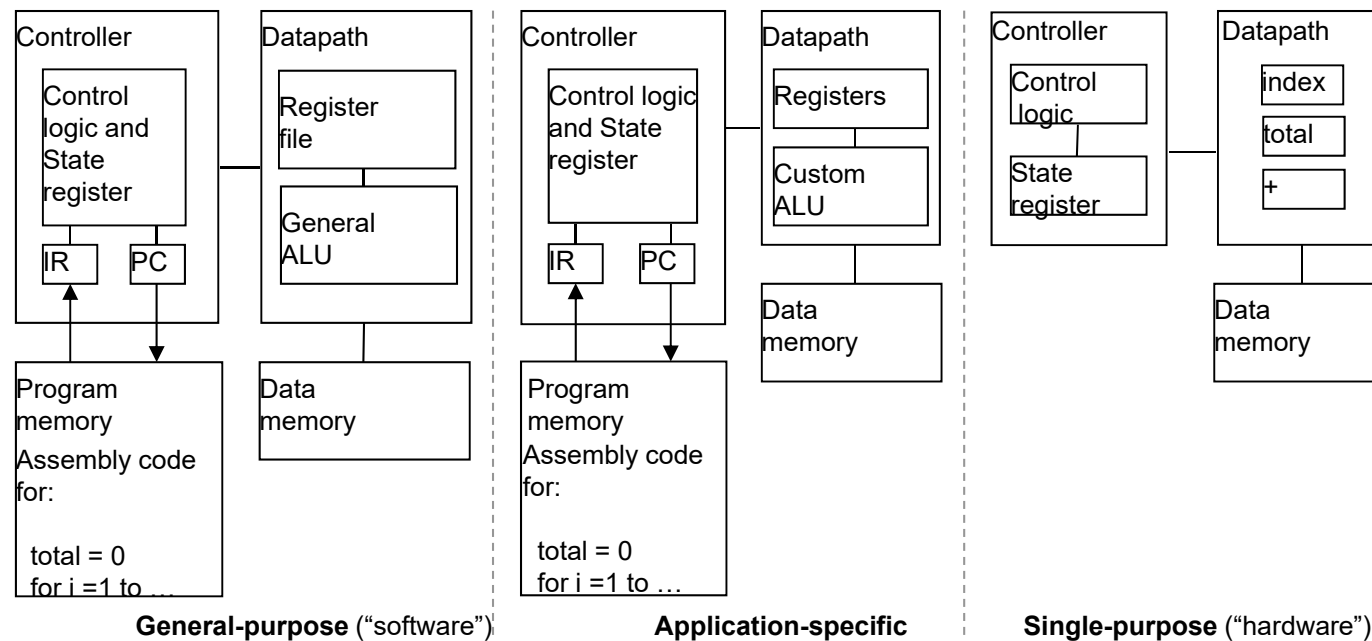 Controller
Control
logic and
State
register
IR
PC
Datapath
Register
file
General
ALU
Program
memory
Assembly code
for:
total = 0
for i =1 to …
Data
memory
General-purpose (“software”)
Controller
Control logic
and State
register
IR
PC
Datapath
Registers
Custom
ALU
Data
memory
Program
memory
Assembly code
for:
total = 0
for i =1 to …
Application-specific
Controller
Control
logic
State
register
Datapath
index
total
+
Data
memory
Single-purpose (“hardware”)